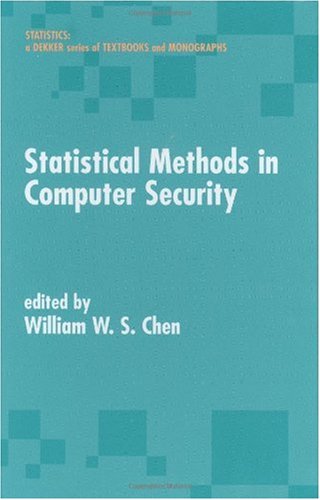 STATISTICS:
a DEKKER series of TEXTBOOKS and MONOGRAPHS
Statistical Methods in
Computer Security
edited by
William W. S. Chen